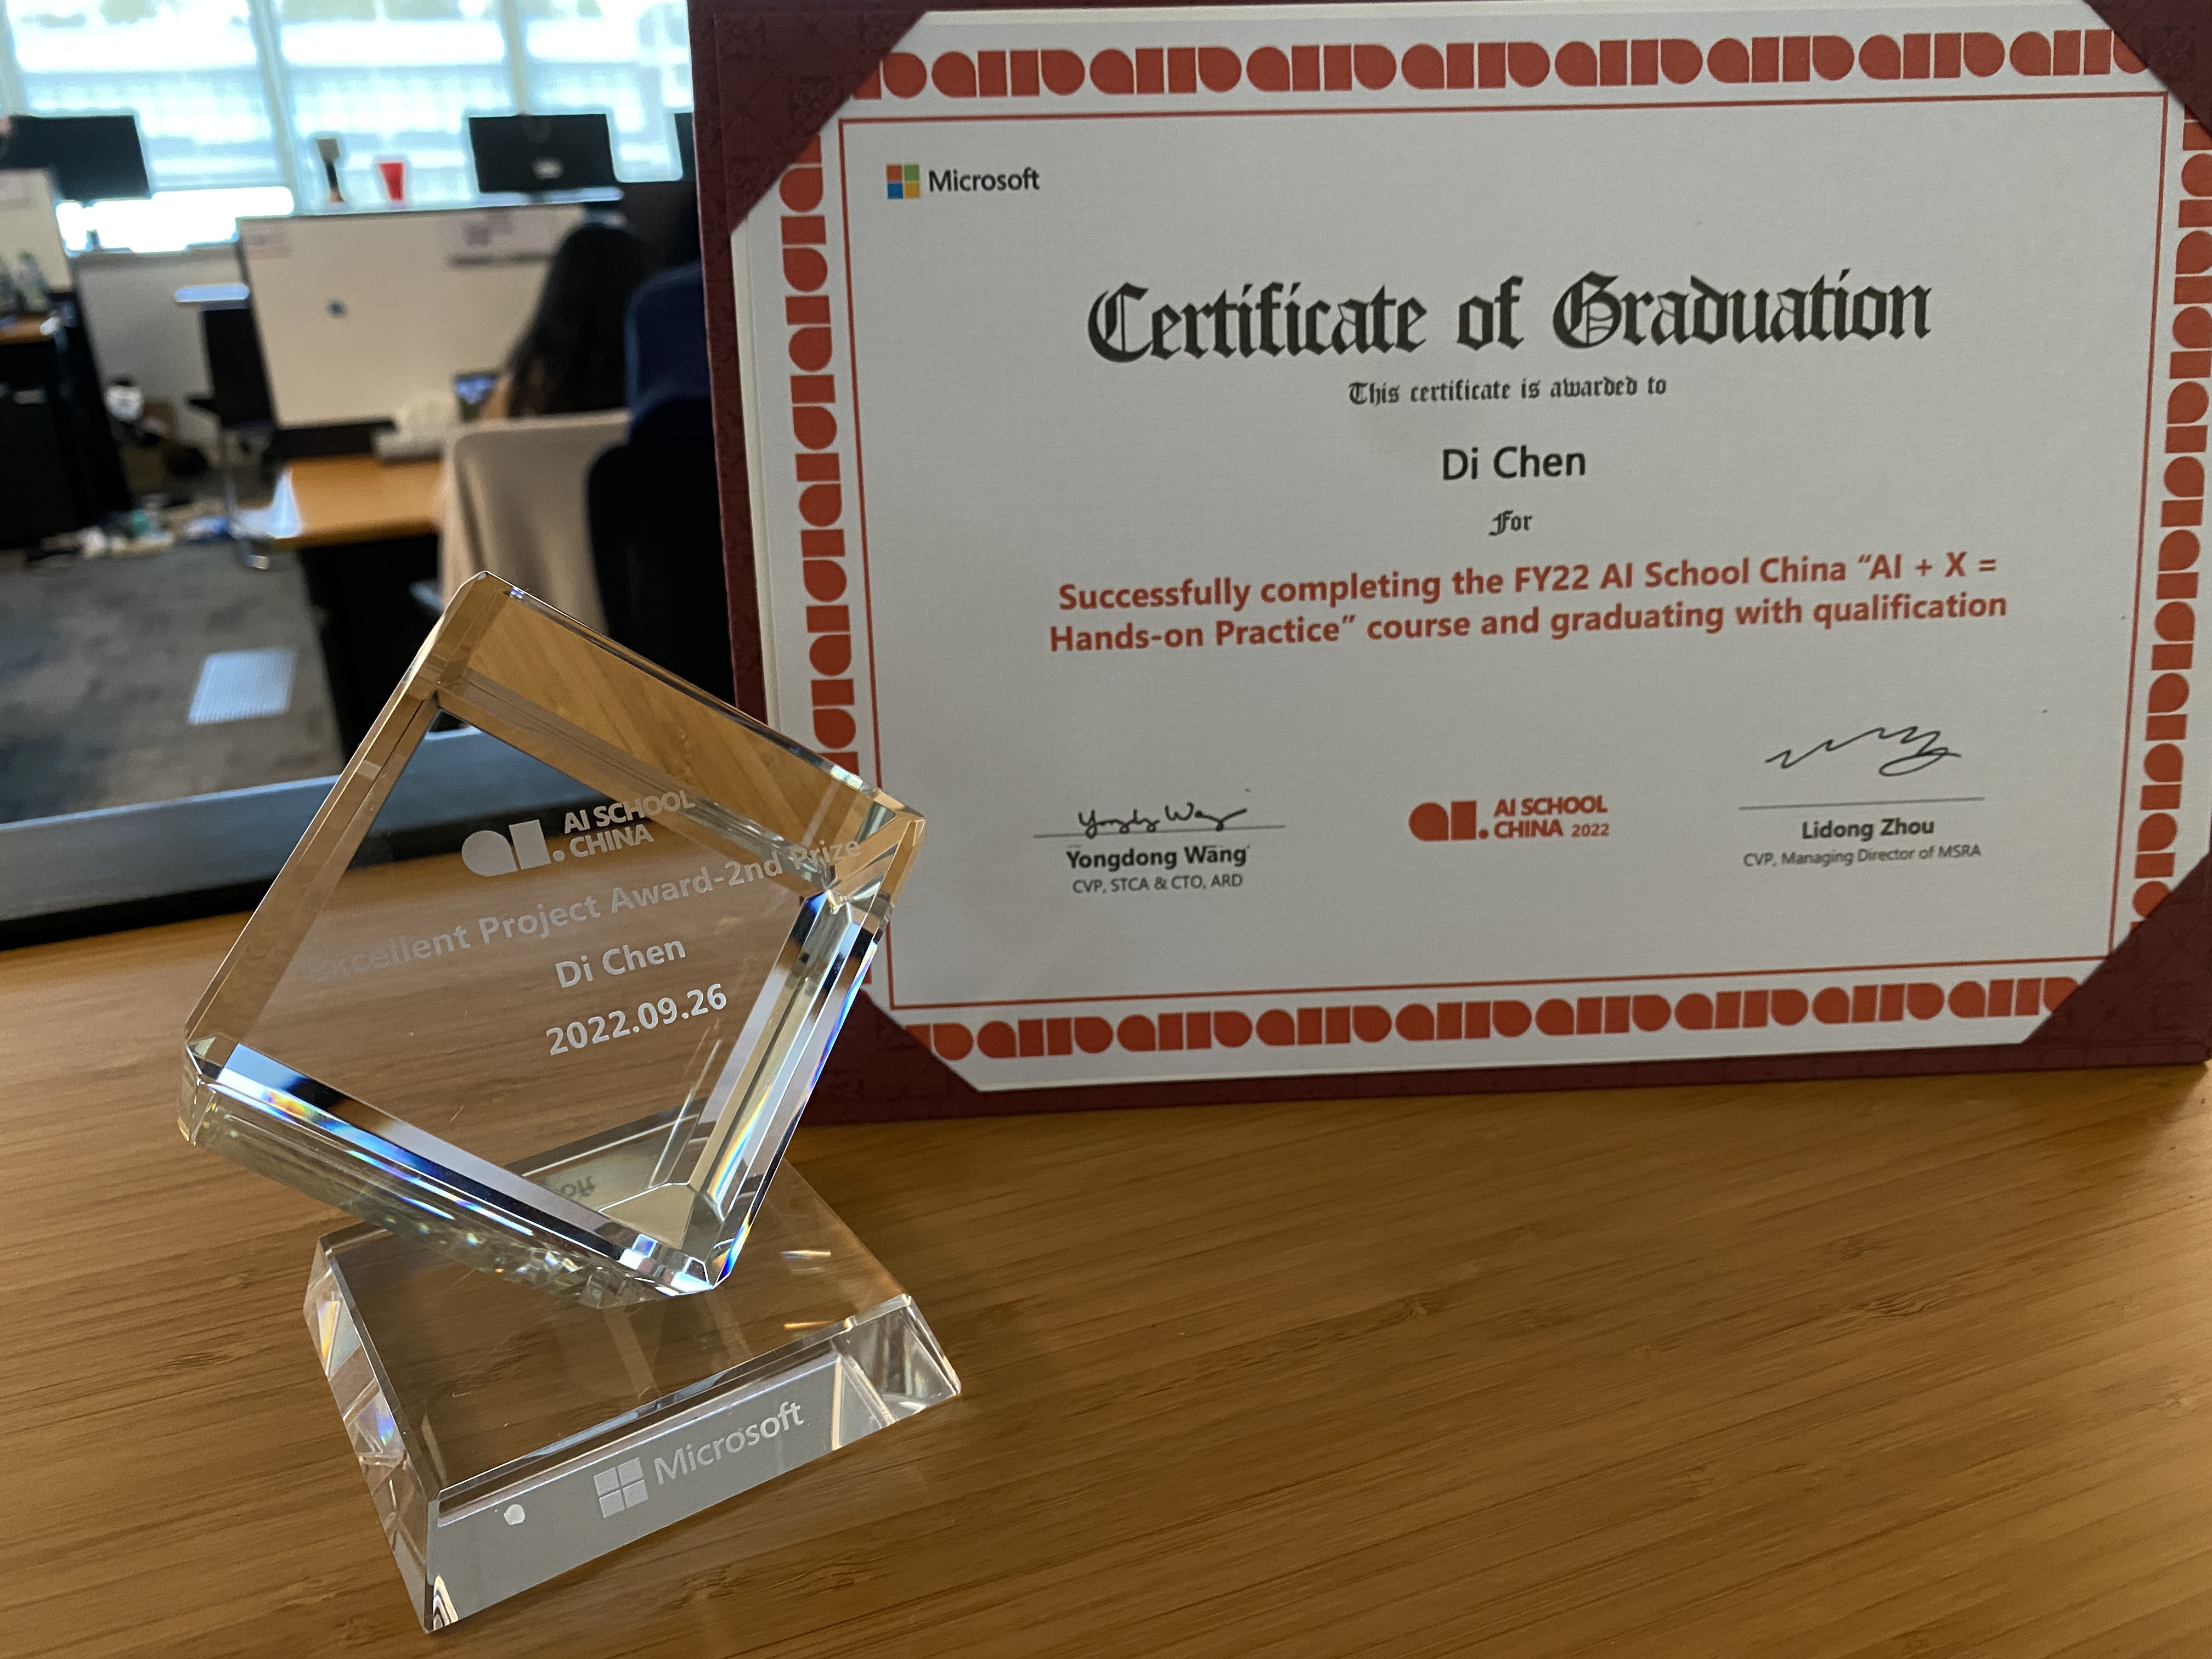 Microsoft
Certificate of Graduation
This certificate is awarded to
Di Chen
For
Successfully completing the FY22 AI School China “AI + X =
Hands-on Practice” course and graduating with qualification
Yongdong Wang
CVP, STCA & CTO, ARD
AI SCHOOL
CHINA 2022
Lidong Zhou
CVP, Managing Director of MSRA
AI SCHOOL
CHINA
Excellent Project Award-2nd Prize
Di Chen
2022.09.26
Microsoft